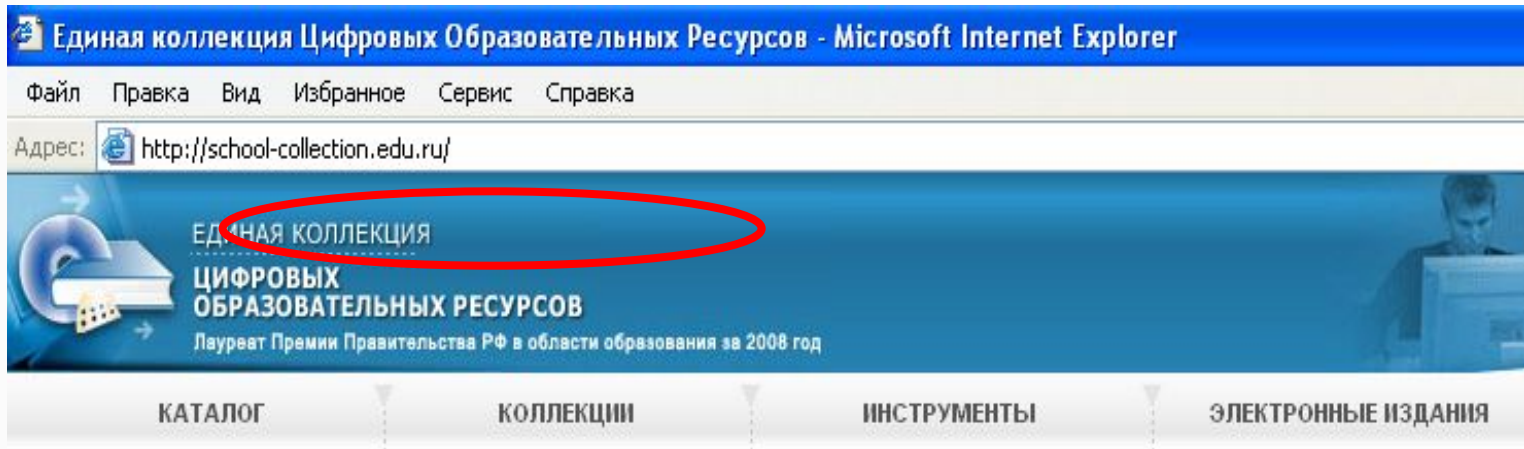 Единая коллекция Цифровых Образовательных Ресурсов - Microsoft Internet Explorer
Файл Правка Вид Избранное Сервис Справка
Адрес: http://school-collection.edu.ru/
ЕДИНАЯ КОЛЛЕКЦИЯ
ЦИФРОВЫХ
ОБРАЗОВАТЕЛЬНЫХ РЕСУРСОВ
Лауреат Премии Правительства РФ в области образования за 2008 год
КАТАЛОГ КОЛЛЕКЦИИ ИНСТРУМЕНТЫ ЭЛЕКТРОННЫЕ ИЗДАНИЯ